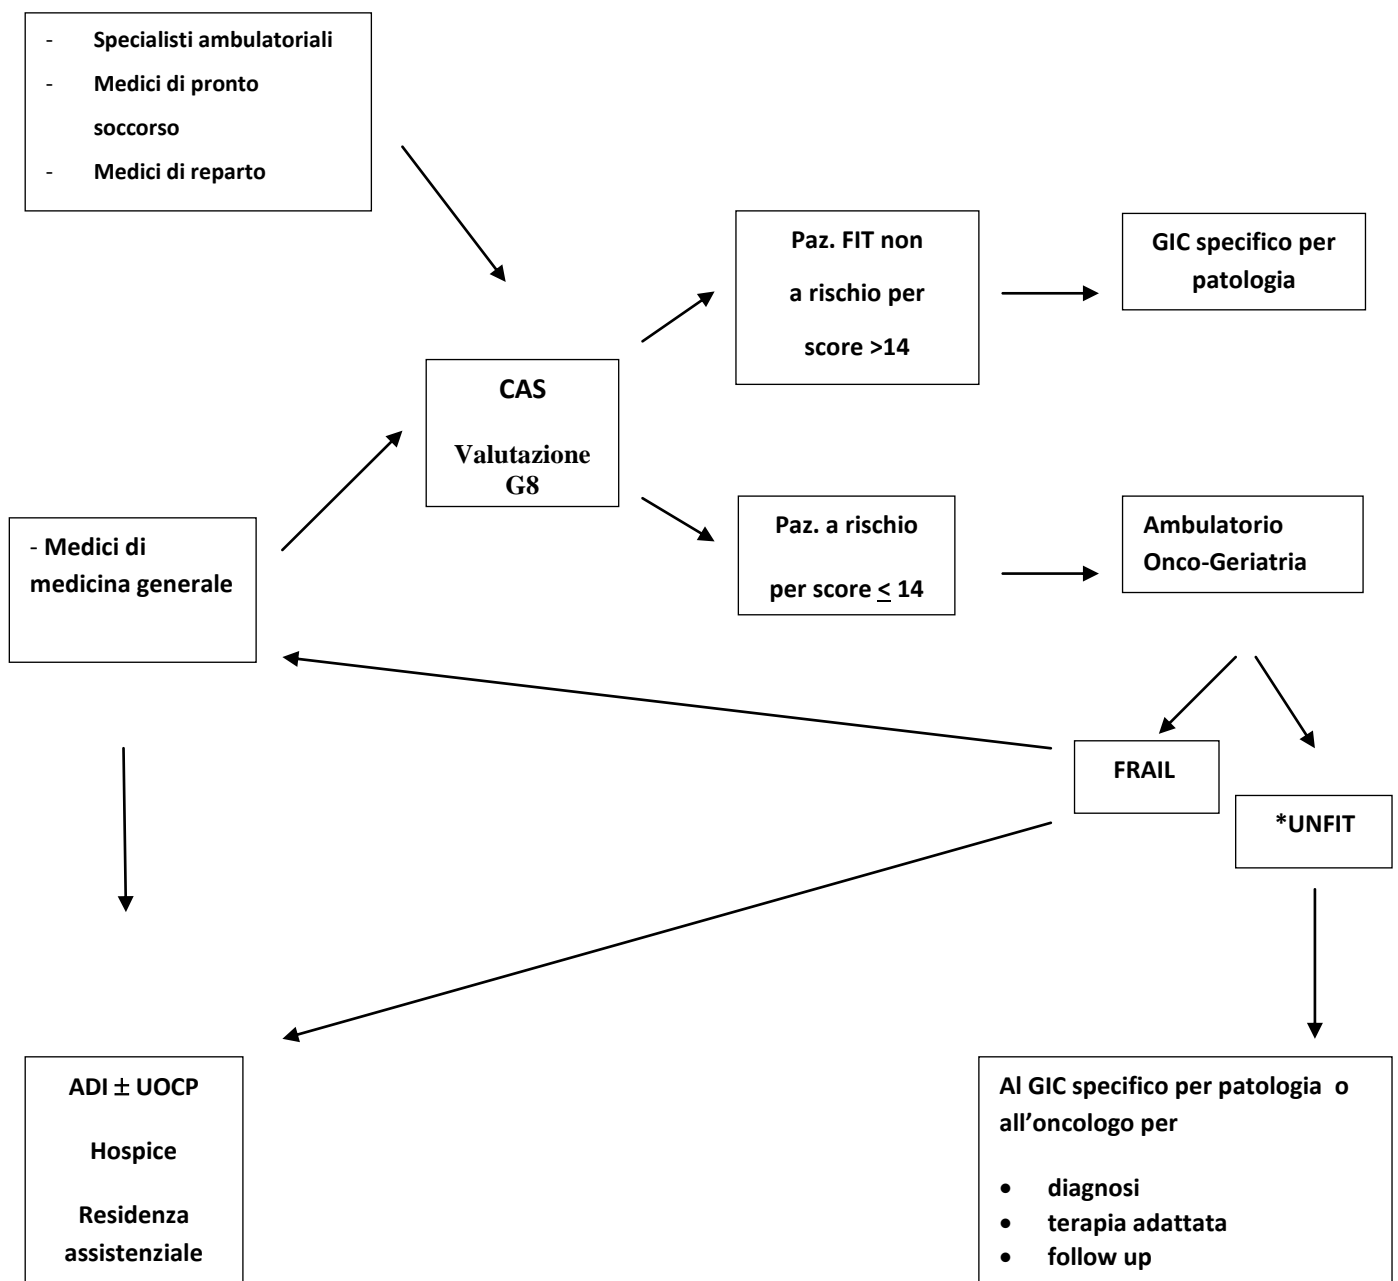 - Specialisti ambulatoriali
- Medici di pronto
soccorso
- Medici di reparto
Paz. FIT non
a rischio per
score >14
GIC specifico per
patologia
CAS
Valutazione
G8
- Medici di
medicina generale
Paz. a rischio
per score ≤ 14
Ambulatorio
Onco-Geriatria
FRAIL
*UNFIT
ADI ± UOCP
Hospice
Residenza
assistenziale
Al GIC specifico per patologia o
all’oncologo per
• diagnosi
• terapia adattata
• follow up